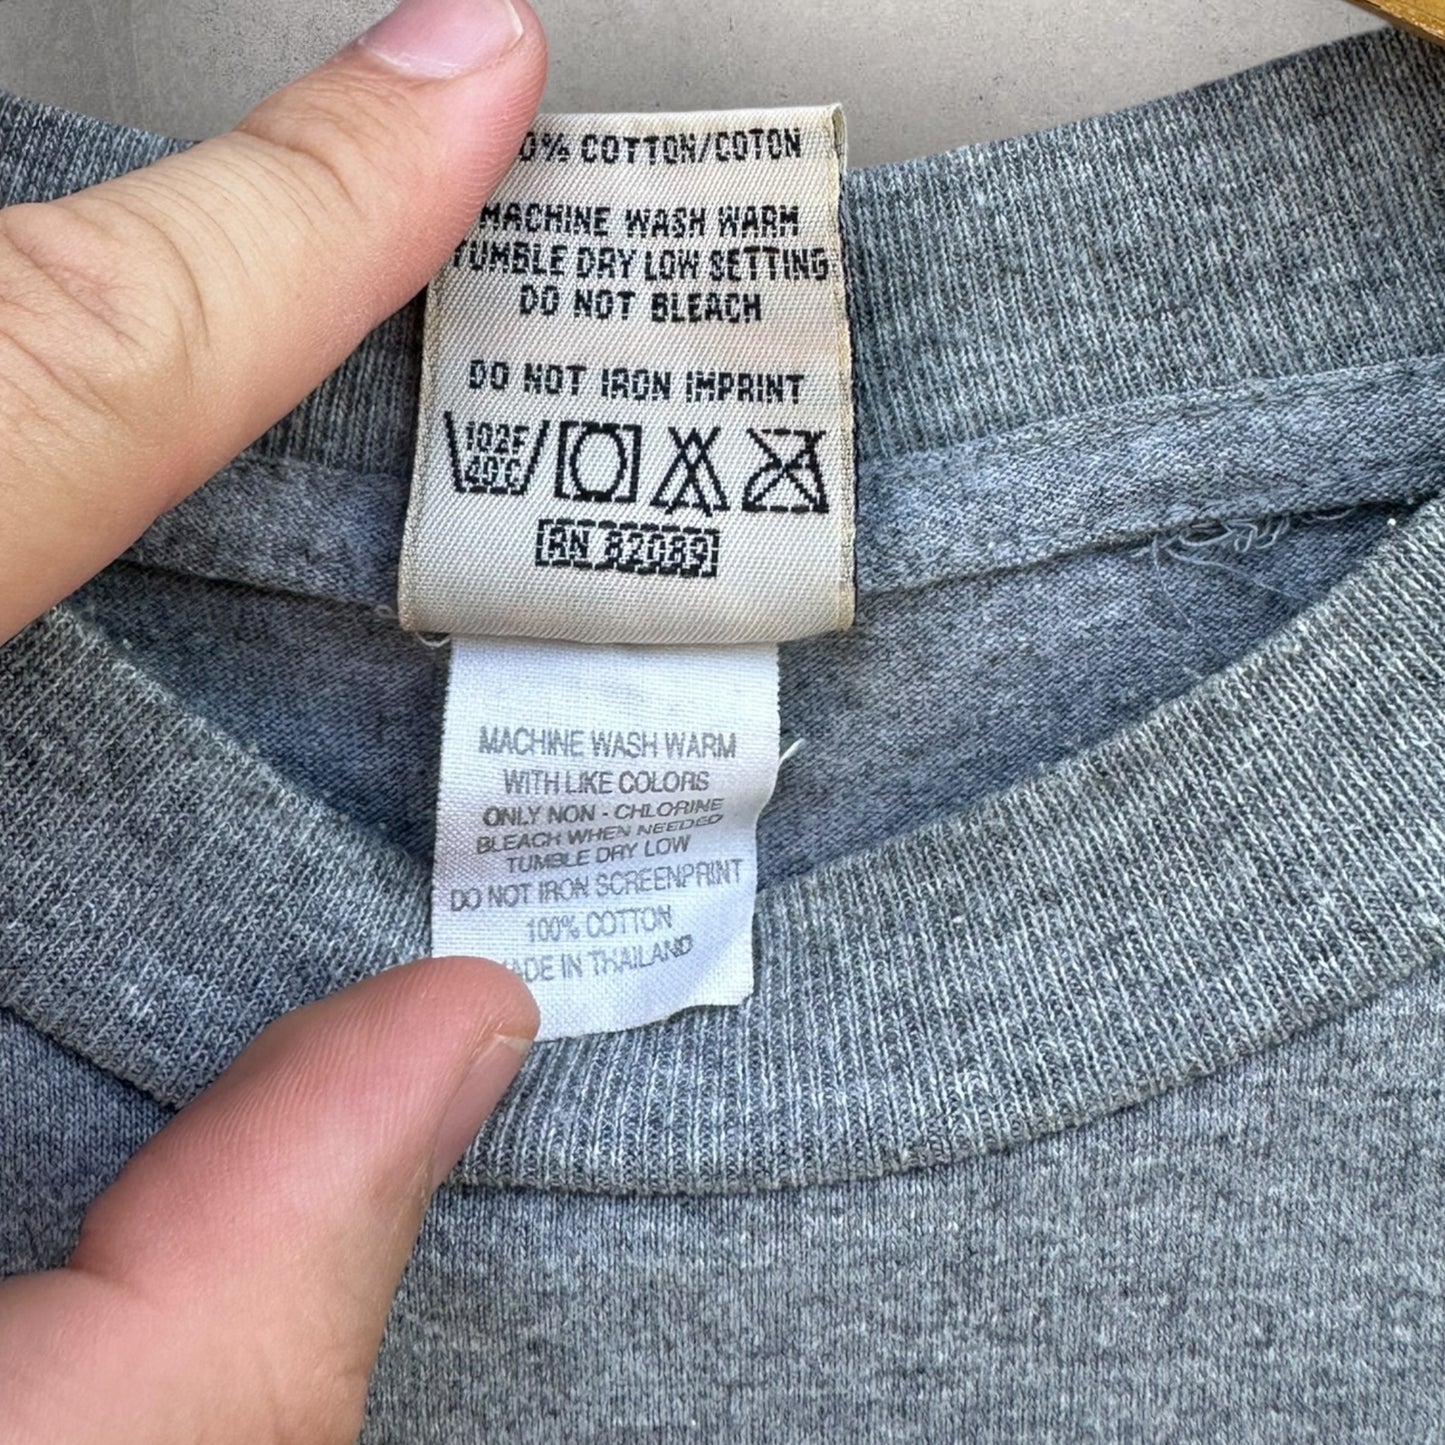 0% COTTON/COTON
MACHINE WASH WARM
TUMBLE DRY LOW SETTING
DO NOT BLEACH
DO NOT IRON IMPRINT
102F
40C
RN 82089
MACHINE WASH WARM
WITH LIKE COLORS
ONLY NON - CHLORINE
BLEACH WHEN NEEDED
TUMBLE DRY LOW
DO NOT IRON SCREENPRINT
100% COTTON
MADE IN THAILAND